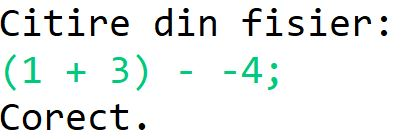 Citire din fisier:
(1 + 3) - -4;
Corect.